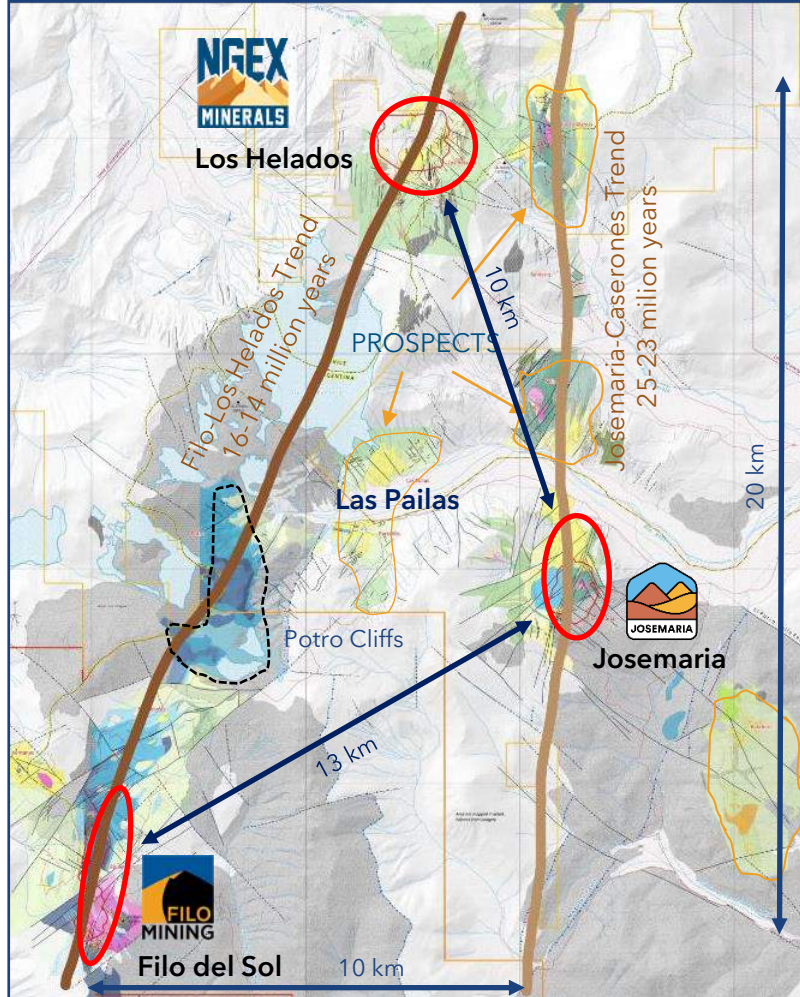 NGEX
MINERALS
Los Helados
Filo-Los Helados Trend
16-14 milllion years
Josemaria-Caserones Trend
25-23 million years
10 km
PROSPECTS
20 km
Las Pailas
JOSEMARIA
Josemaria
Potro Cliffs
13 km
FILO
MINING
Filo del Sol
10 km